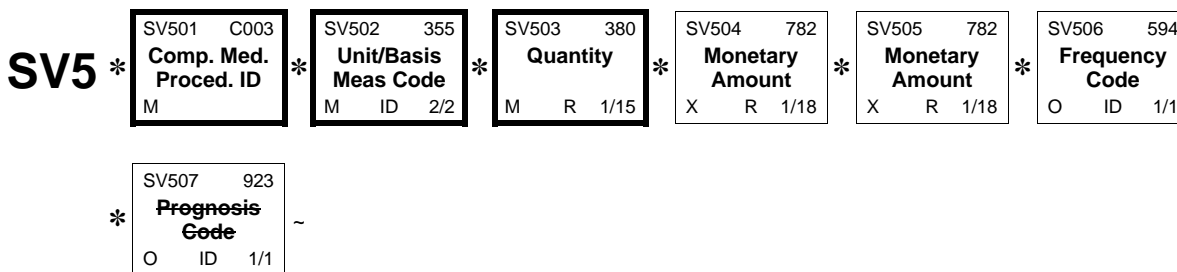 SV5 * SV501 C003 * SV502 355 * SV503 380 * SV504 782 * SV505 782 * SV506 594
Comp. Med. Unit/Basis Quantity Monetary Monetary Frequency
Proced. ID Meas Code Amount Amount Code
M M ID 2/2 M R 1/15 X R 1/18 X R 1/18 O ID 1/1
* SV507 923 ~
Prognosis
Code
O ID 1/1